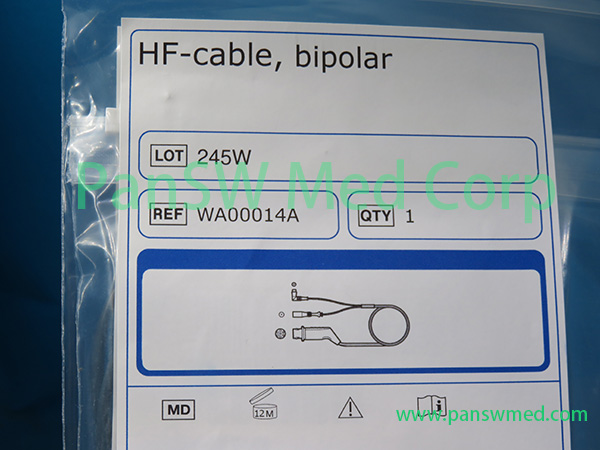 HF-cable, bipolar
LOT 245W
PanSW Med Corp
REF WA00014A QTY 1
MD 12M
www.panswmed.com